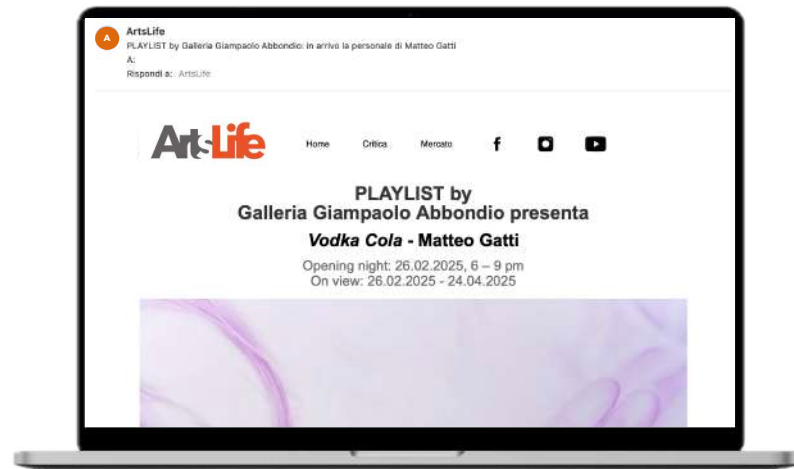 A
ArtsLife
PLAYLIST by Galleria Giampaolo Abbondio: in arrivo la personale di Matteo Gatti
A:
Rispondi a: ArtsLife
ArtsLife
Home Critica Mercato f
PLAYLIST by
Galleria Giampaolo Abbondio presenta
Vodka Cola - Matteo Gatti
Opening night: 26.02.2025, 6 – 9 pm
On view: 26.02.2025 - 24.04.2025